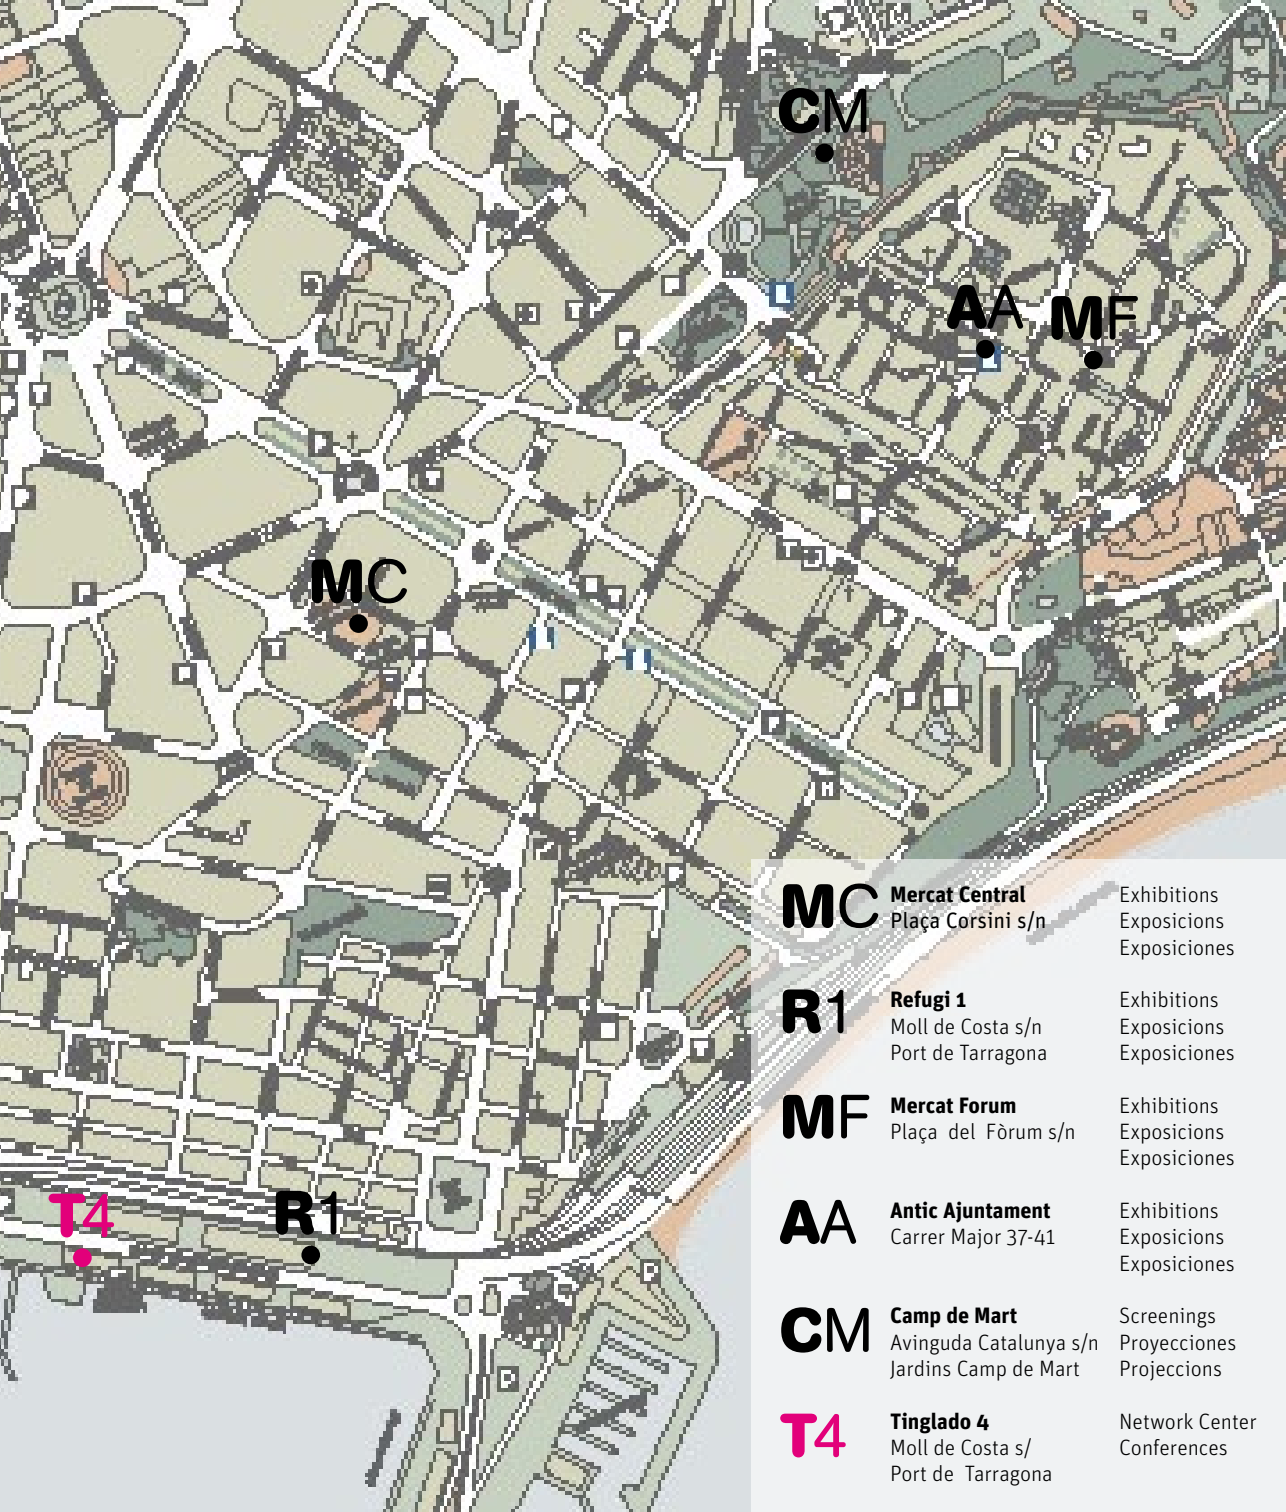 CM
AA
MF
MC
T4
R1
MC
Mercat Central
Plaça Corsini s/n
Exhibitions
Exposicions
Exposiciones
R1
Refugi 1
Moll de Costa s/n
Port de Tarragona
Exhibitions
Exposicions
Exposiciones
MF
Mercat Forum
Plaça del Fòrum s/n
Exhibitions
Exposicions
Exposiciones
AA
Antic Ajuntament
Carrer Major 37-41
Exhibitions
Exposicions
Exposiciones
CM
Camp de Mart
Avinguda Catalunya s/n
Jardins Camp de Mart
Screenings
Proyecciones
Projeccions
T4
Tinglado 4
Moll de Costa s/
Port de Tarragona
Network Center
Conferences